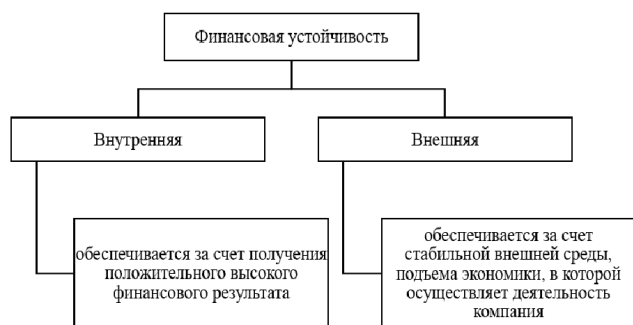 Финансовая устойчивость
Внутренняя
Внешняя
обеспечивается за счет получения
положительного высокого
финансового результата
обеспечивается за счет
стабильной внешней среды,
подъема экономики, в которой
осуществляет деятельность
компания